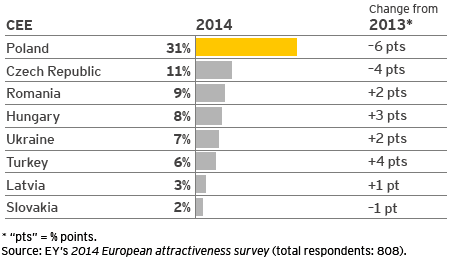 CEE 2014 Change from 2013*
Poland 31% –6 pts
Czech Republic 11% –4 pts
Romania 9% +2 pts
Hungary 8% +3 pts
Ukraine 7% +2 pts
Turkey 6% +4 pts
Latvia 3% +1 pt
Slovakia 2% –1 pt
* “pts” = % points.
Source: EY’s 2014 European attractiveness survey (total respondents: 808).